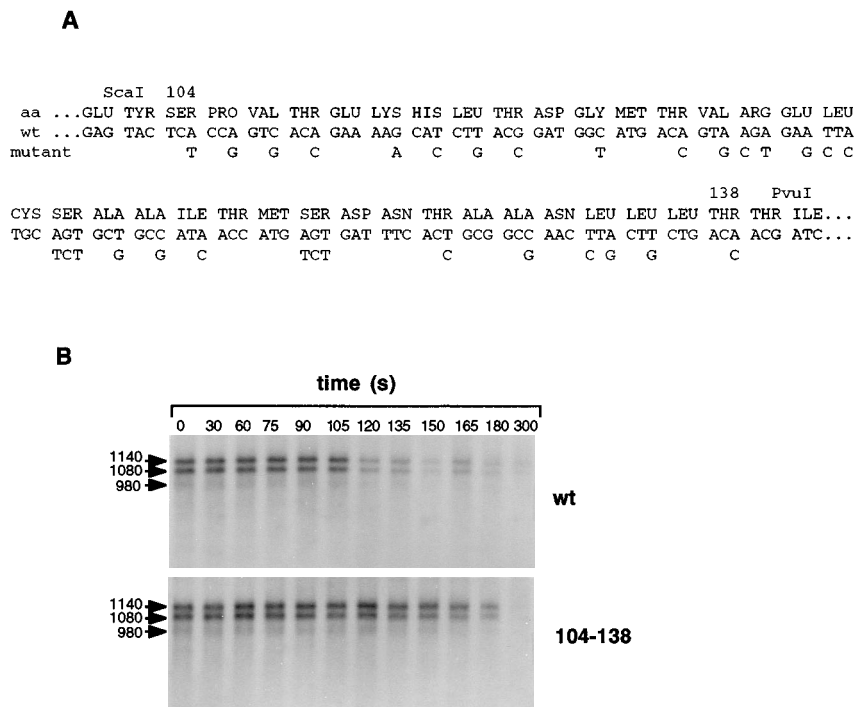 A
ScaI 104
aa ...GLU TYR SER PRO VAL THR GLU LYS HIS LEU THR ASP GLY MET THR VAL ARG GLU LEU
wt ...GAG TAC TCA CCA GTC ACA GAA AAG CAT CTT ACG GAT GGC ATG ACA GTA AGA GAA TTA
mutant T G G C A C G C T C G C T G C C
138 PvuI
CYS SER ALA ALA ILE THR MET SER ASP ASN THR ALA ALA ASN LEU LEU LEU THR THR ILE...
TGC AGT GCT GCC ATA ACC ATG AGT GAT TTC ACT GCG GCC AAC TTA CTT CTG ACA ACG ATC...
TCT G G C TCT C G C G G C
B
time (s)
0 30 60 75 90 105 120 135 150 165 180 300
1140
1080
980
wt
1140
1080
980
104-138